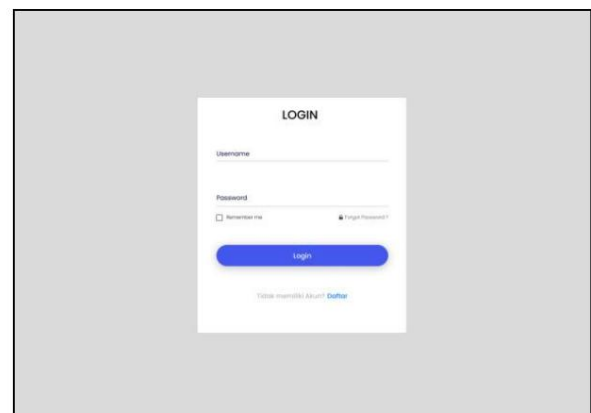 LOGIN
Username
Password
Remember me
Forgot Password?
Login
Tidak memiliki Akun? Daftar